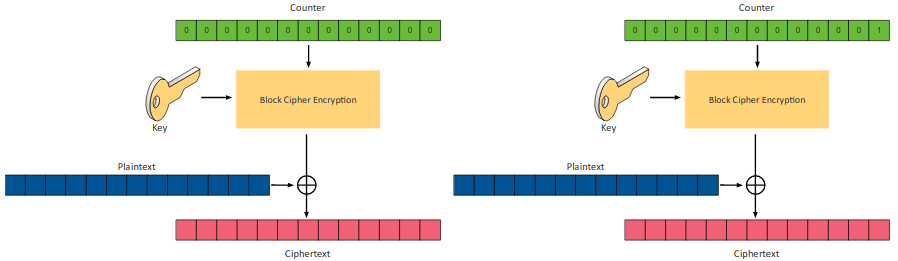 Counter
0 0 0 0 0 0 0 0 0 0 0 0 0
Block Cipher Encryption
Key
Plaintext
Ciphertext
Counter
0 0 0 0 0 0 0 0 0 0 0 0 1
Block Cipher Encryption
Key
Plaintext
Ciphertext